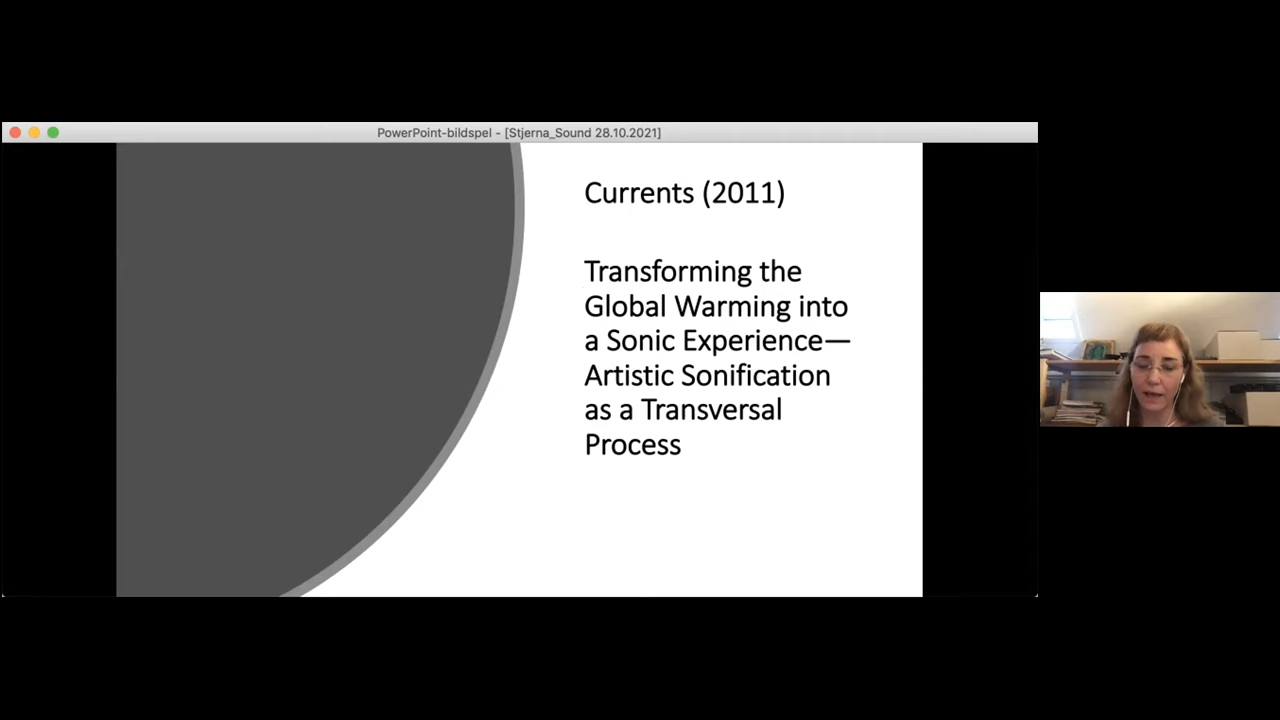 PowerPoint-bildspel - [Stjerna_Sound 28.10.2021]
Currents (2011)
Transforming the
Global Warming into
a Sonic Experience—
Artistic Sonification
as a Transversal
Process